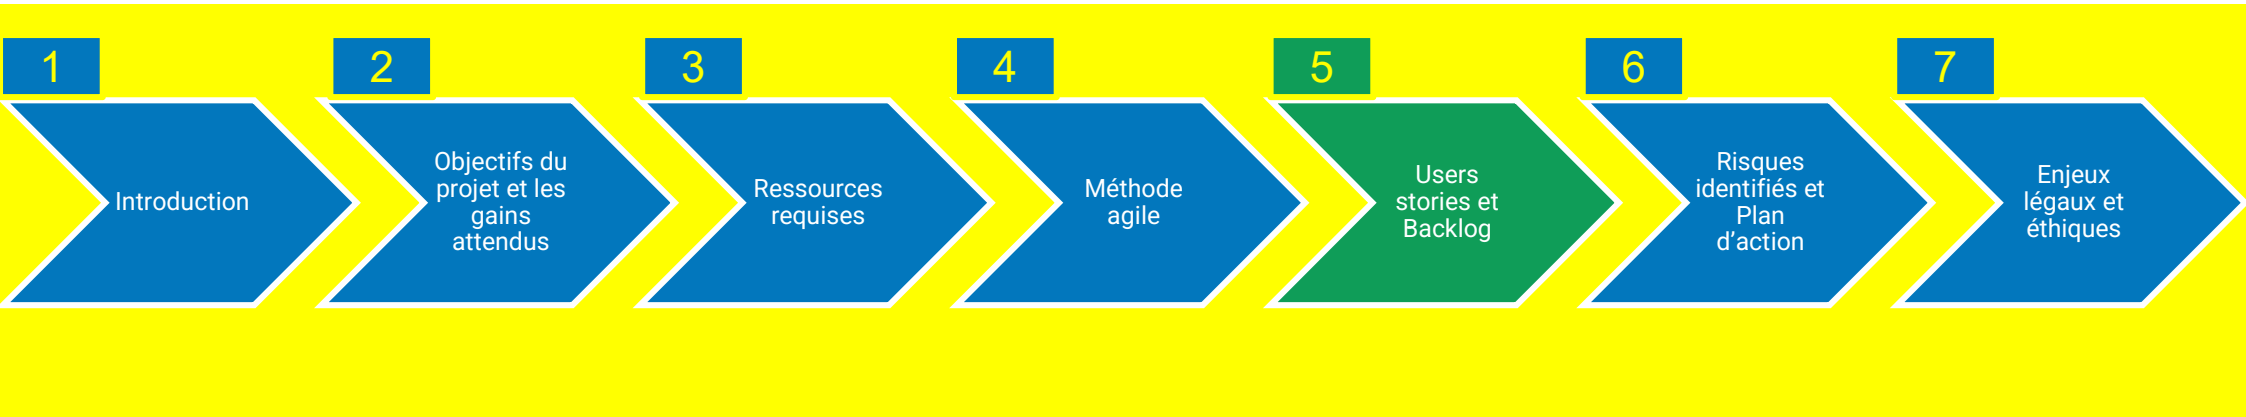 1
2
3
4
5
6
7
Introduction
Objectifs du
projet et les
gains
attendus
Ressources
requises
Méthode
agile
Users
stories et
Backlog
Risques
identifiés et
Plan
d’action
Enjeux
légaux et
éthiques